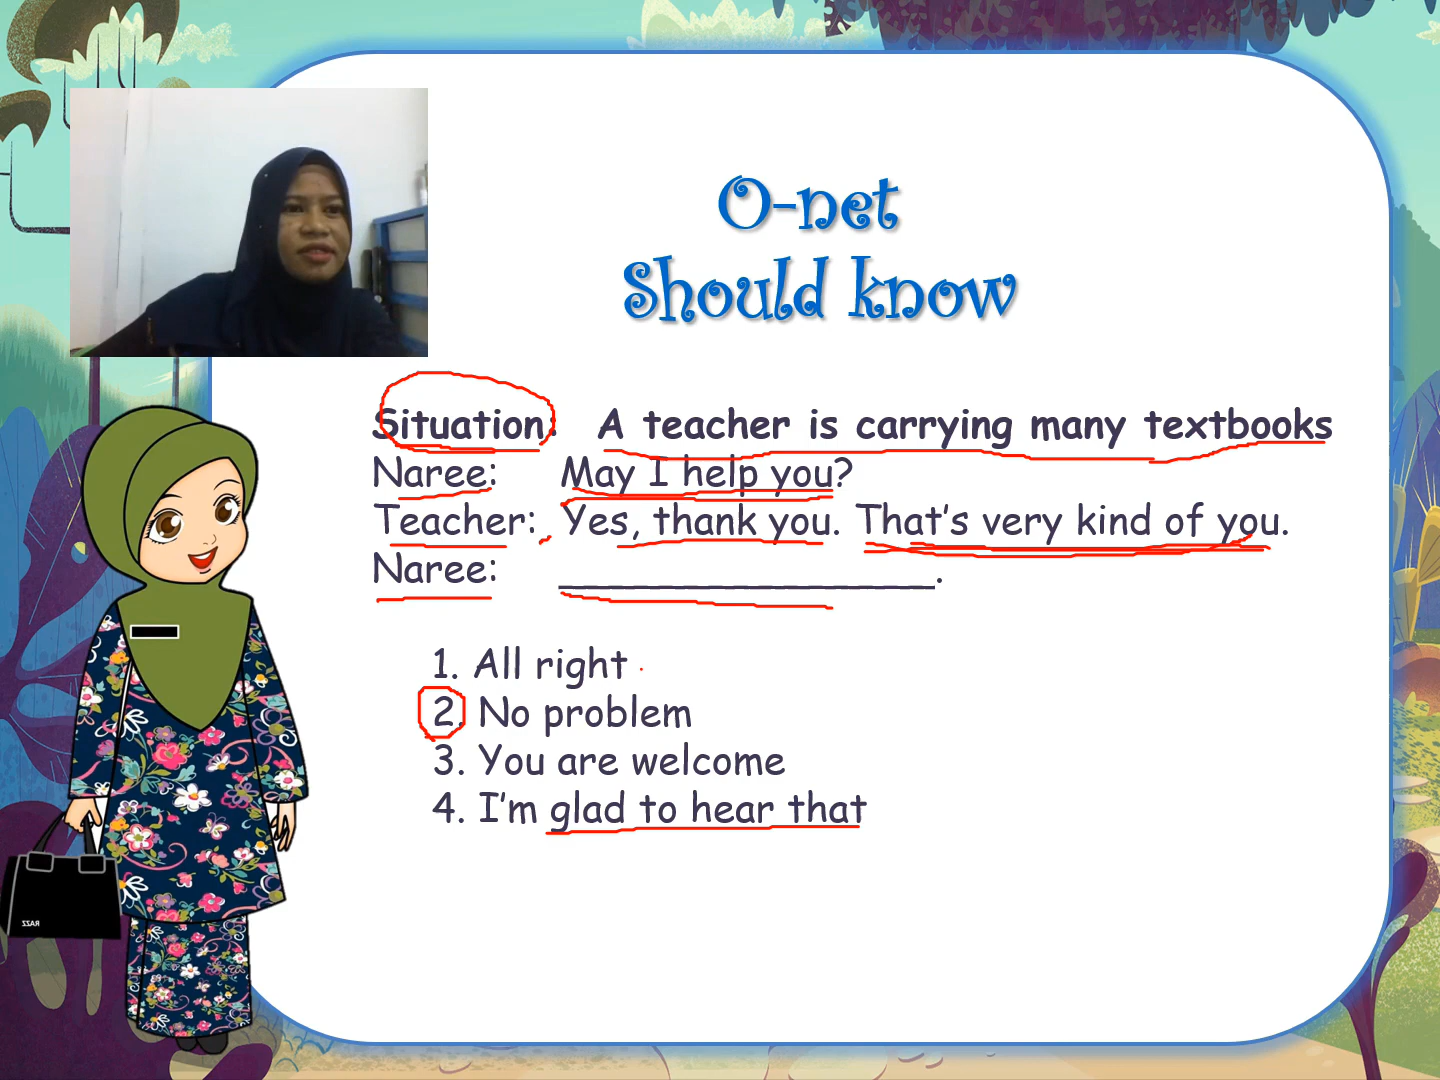 O-net
Should know
Situation: A teacher is carrying many textbooks
Naree: May I help you?
Teacher: Yes, thank you. That's very kind of you.
Naree: __________________.
1. All right
2. No problem
3. You are welcome
4. I'm glad to hear that
RAZZ